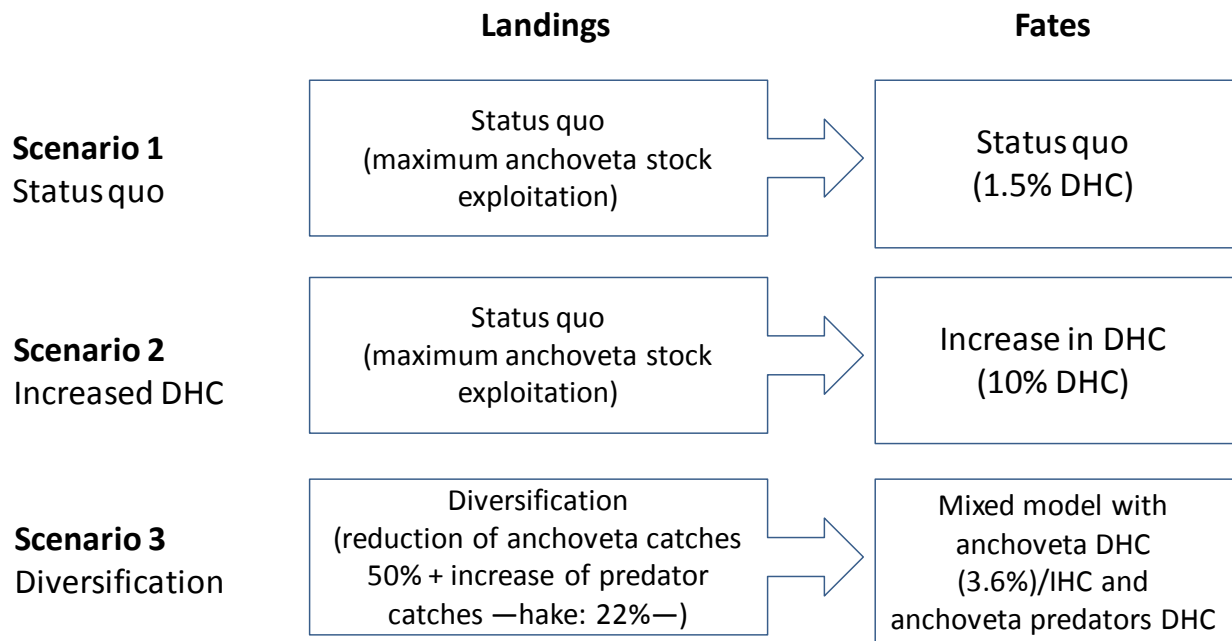 Landings
Fates
Scenario 1
Status quo
Status quo
(maximum anchoveta stock
exploitation)
Status quo
(1.5% DHC)
Scenario 2
Increased DHC
Status quo
(maximum anchoveta stock
exploitation)
Increase in DHC
(10% DHC)
Scenario 3
Diversification
Diversification
(reduction of anchoveta catches
50% + increase of predator
catches —hake: 22%—)
Mixed model with
anchoveta DHC
(3.6%)/IHC and
anchoveta predators DHC